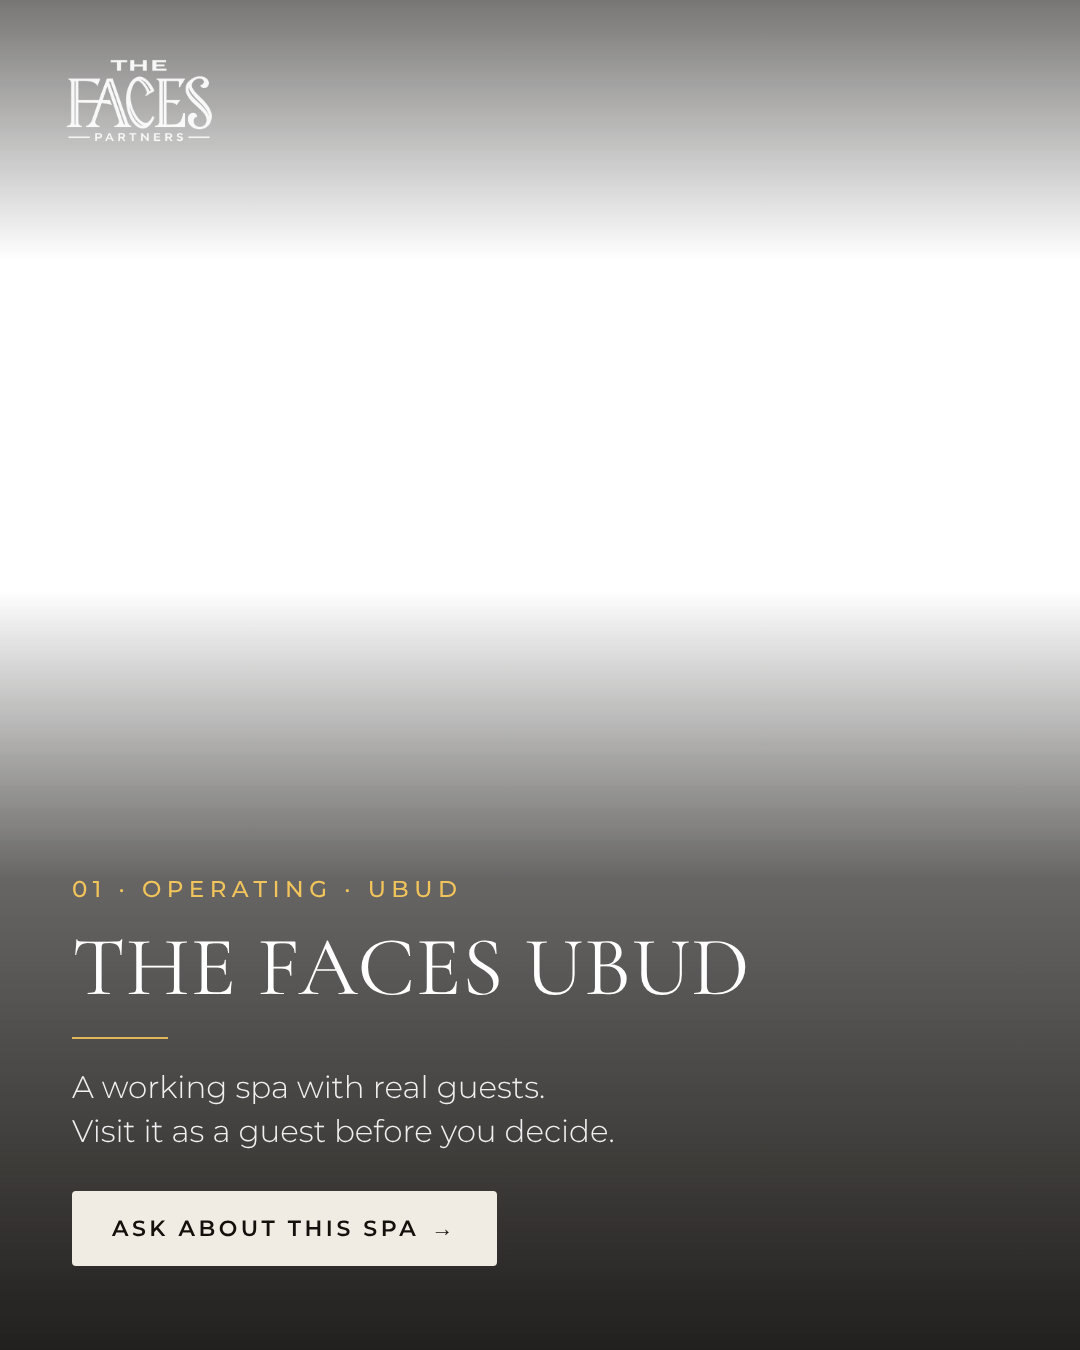 THE
FACES
PARTNERS
01 · OPERATING · UBUD
THE FACES UBUD
A working spa with real guests.
Visit it as a guest before you decide.
ASK ABOUT THIS SPA →